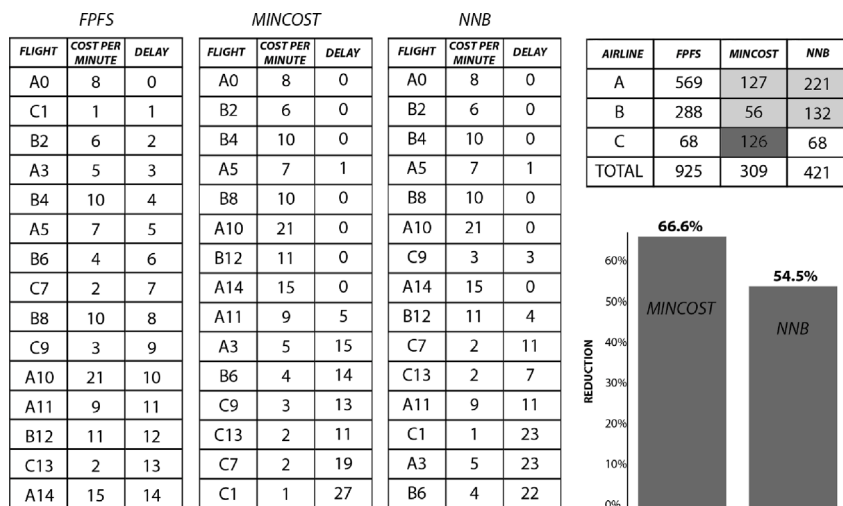 FPFS
FLIGHT COST PER MINUTE DELAY
A0 8 0
C1 1 1
B2 6 2
A3 5 3
B4 10 4
A5 7 5
B6 4 6
C7 2 7
B8 10 8
C9 3 9
A10 21 10
A11 9 11
B12 11 12
C13 2 13
A14 15 14
MINCOST
FLIGHT COST PER MINUTE DELAY
A0 8 0
B2 6 0
B4 10 0
A5 7 1
B8 10 0
A10 21 0
B12 11 0
A14 15 0
A11 9 5
A3 5 15
B6 4 14
C9 3 13
C13 2 11
C7 2 19
C1 1 27
NNB
FLIGHT COST PER MINUTE DELAY
A0 8 0
B2 6 0
B4 10 0
A5 7 1
B8 10 0
A10 21 0
C9 3 3
A14 15 0
B12 11 4
C7 2 11
C13 2 7
A11 9 11
C1 1 23
A3 5 23
B6 4 22
AIRLINE FPFS MINCOST NNB
A 569 127 221
B 288 56 132
C 68 126 68
TOTAL 925 309 421
66.6%
54.5%
60%
50%
40%
30%
20%
10%
0%
REDUCTION
MINCOST
NNB